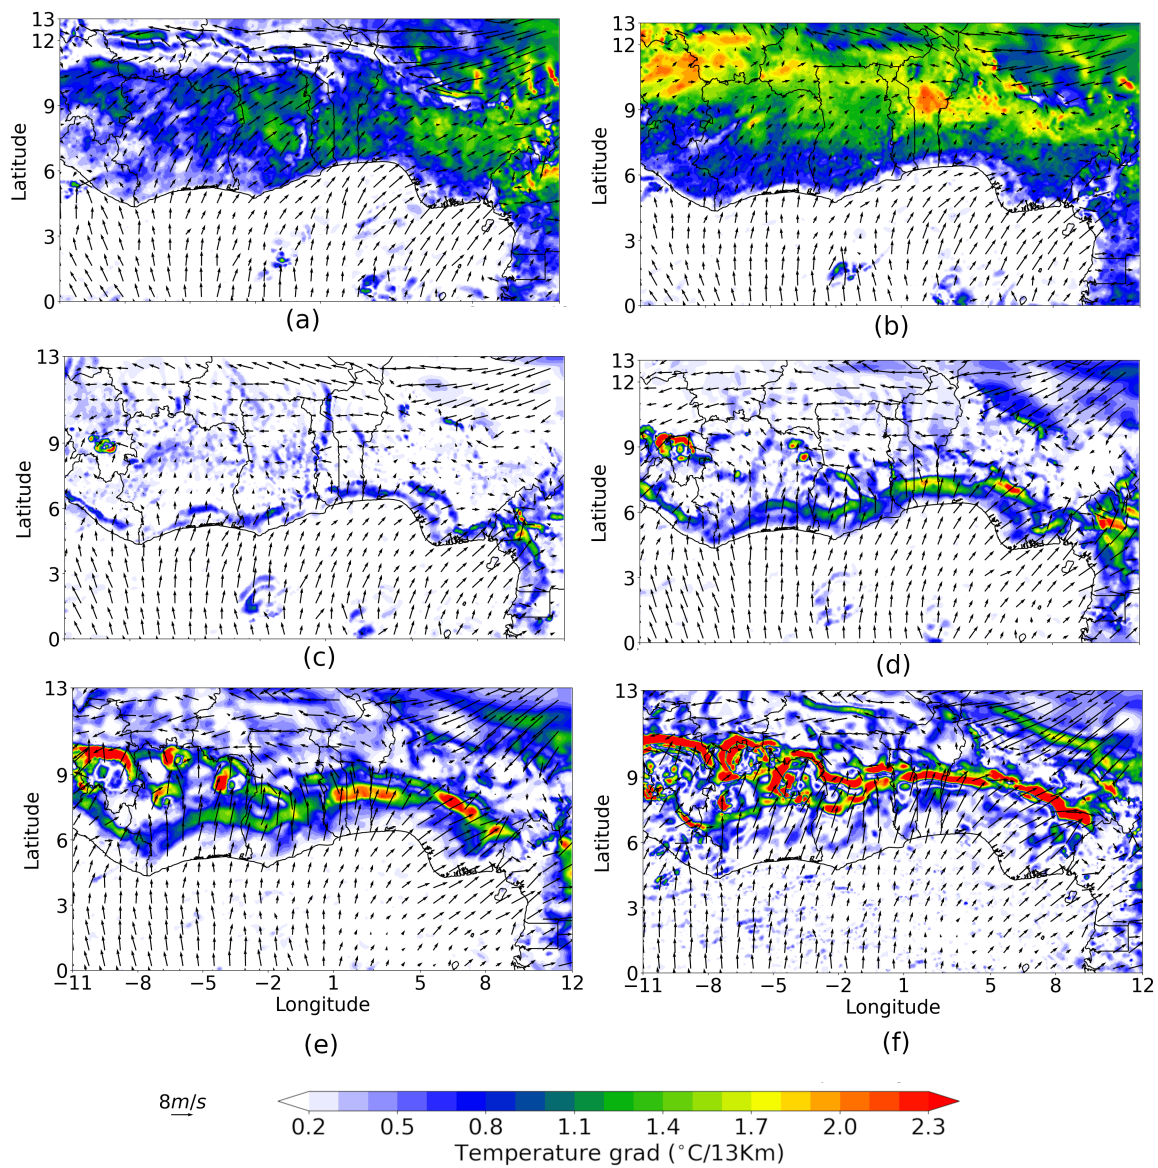 13
12
9
6
3
0
Latitude
(a)
13
12
9
6
3
0
Latitude
(b)
13
9
6
3
0
Latitude
(c)
13
12
9
6
3
0
Latitude
(d)
13
9
6
3
0
Latitude
−11 −8 −5 −2 1 5 8 12
Longitude
(e)
13
12
9
6
3
0
Latitude
−11 −8 −5 −2 1 5 8 12
Longitude
(f)
8m/s
0.2 0.5 0.8 1.1 1.4 1.7 2.0 2.3
Temperature grad (°C/13Km)